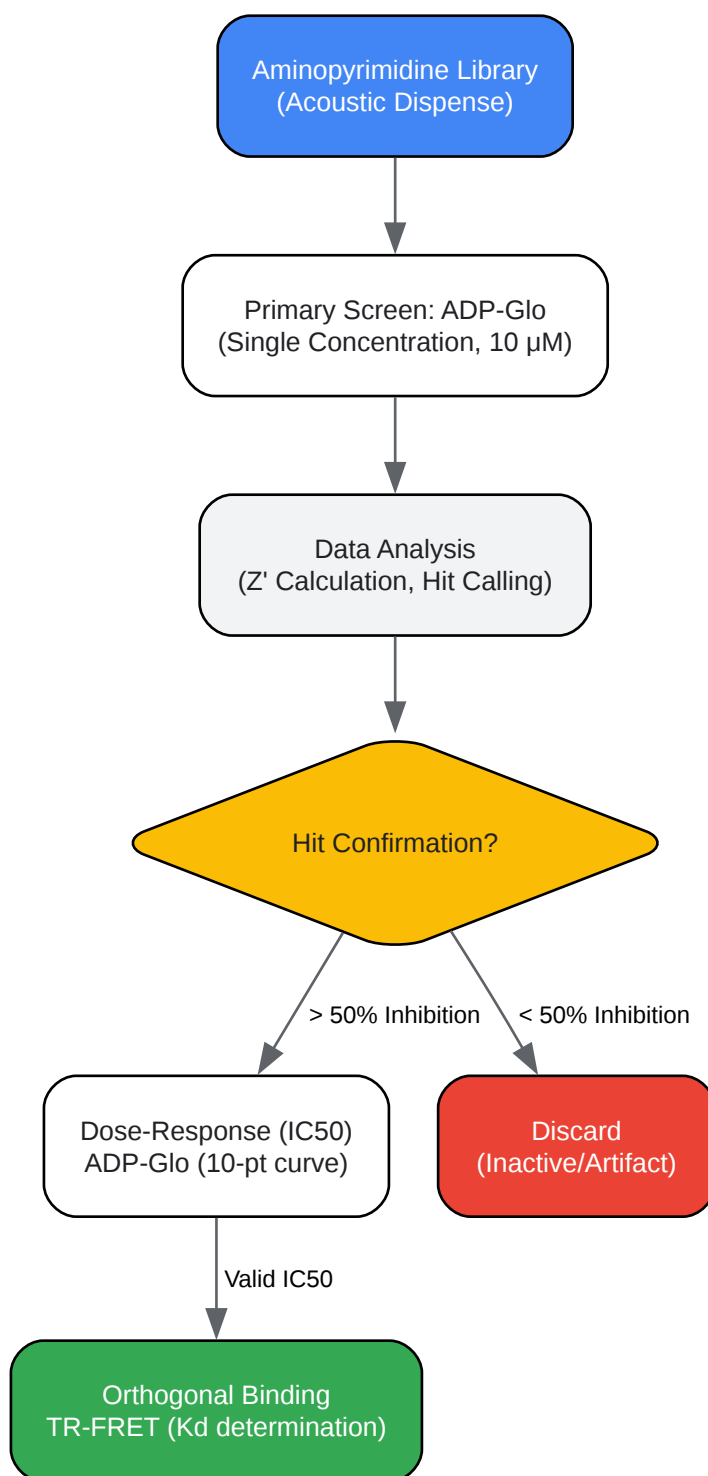 Aminopyrimidine Library
(Acoustic Dispense)
Primary Screen: ADP-Glo
(Single Concentration, 10 μM)
Data Analysis
(Z' Calculation, Hit Calling)
Hit Confirmation?
> 50% Inhibition
< 50% Inhibition
Dose-Response (IC50)
ADP-Glo (10-pt curve)
Discard
(Inactive/Artifact)
Valid IC50
Orthogonal Binding
TR-FRET (Kd determination)